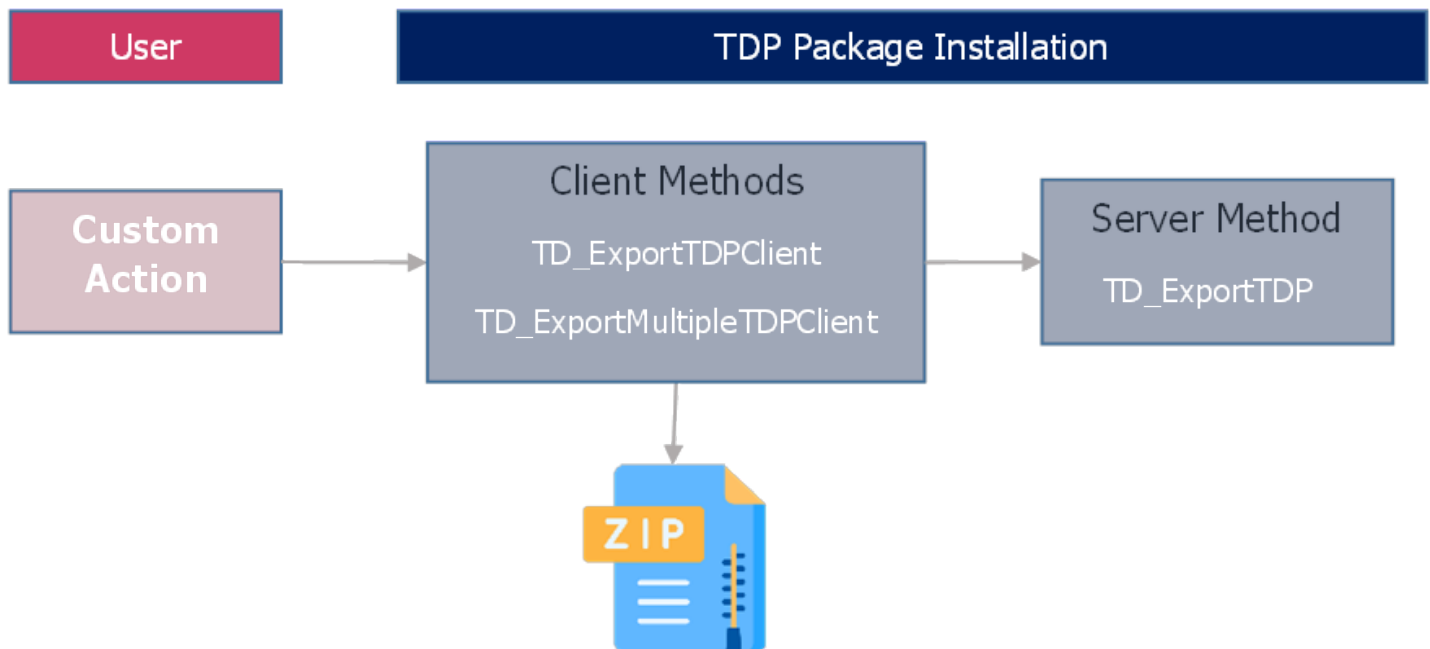 User
TDP Package Installation
Custom
Action
Client Methods
TD_ExportTDPClient
TD_ExportMultipleTDPClient
Server Method
TD_ExportTDP
ZIP